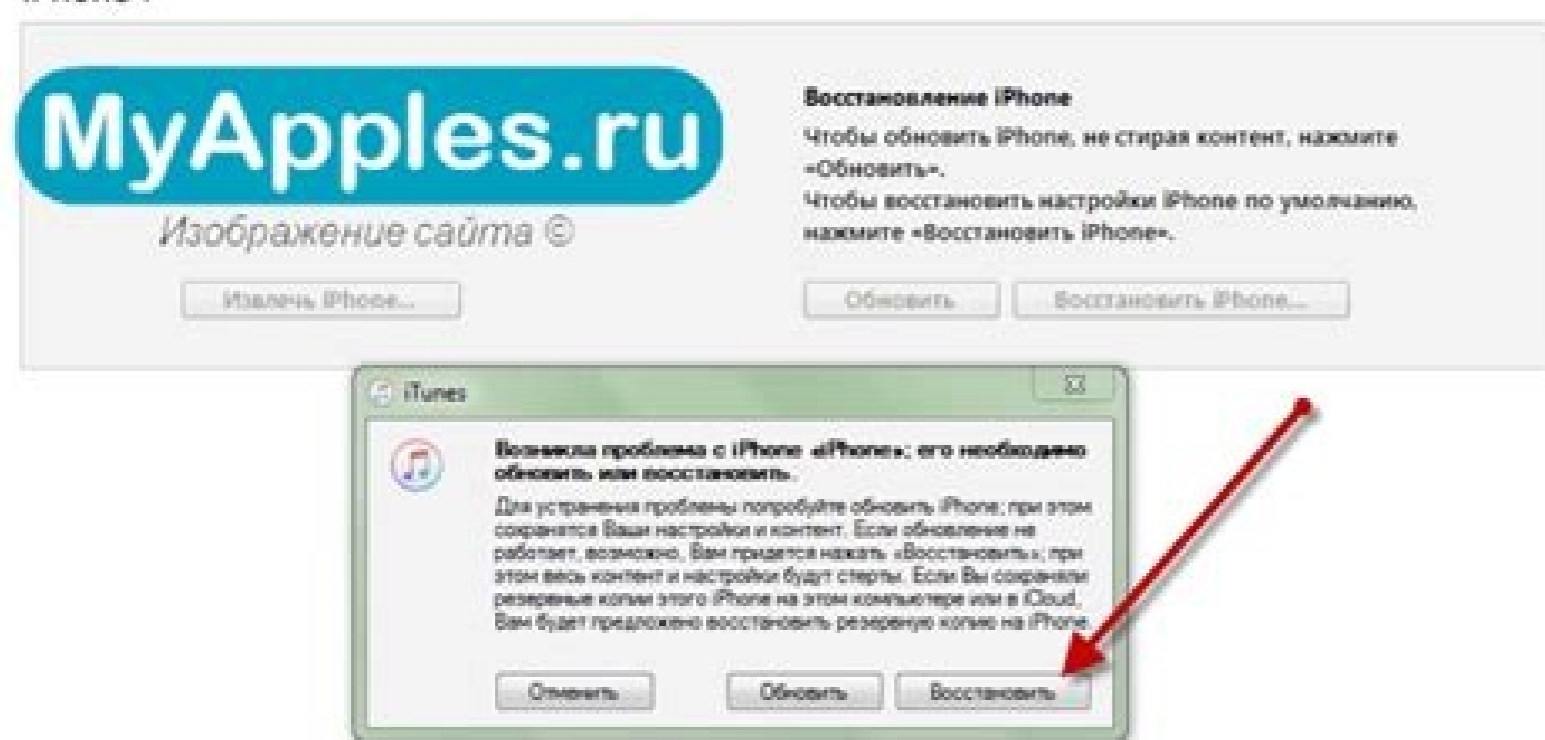 MyApples.ru
Изображение сайта ©
Извлечь iPhone...
Восстановление iPhone
Чтобы обновить iPhone, не стирая контент, нажмите
«Обновить».
Чтобы восстановить настройки iPhone по умолчанию,
нажмите «Восстановить iPhone».
Обновить
Восстановить iPhone...
iTunes
Возникла проблема с iPhone «iPhone»; его необходимо
обновить или восстановить.
Для устранения проблемы попробуйте обновить iPhone; при этом
сохранятся Ваши настройки и контент. Если обновление не
работает, возможно, Вам придется нажать «Восстановить», при
этом весь контент и настройки будут стерты. Если Вы сохраняли
резервные копии этого iPhone на этом компьютере или в iCloud,
Вам будет предложено восстановить резервную копию на iPhone.
Отменить
Обновить
Восстановить